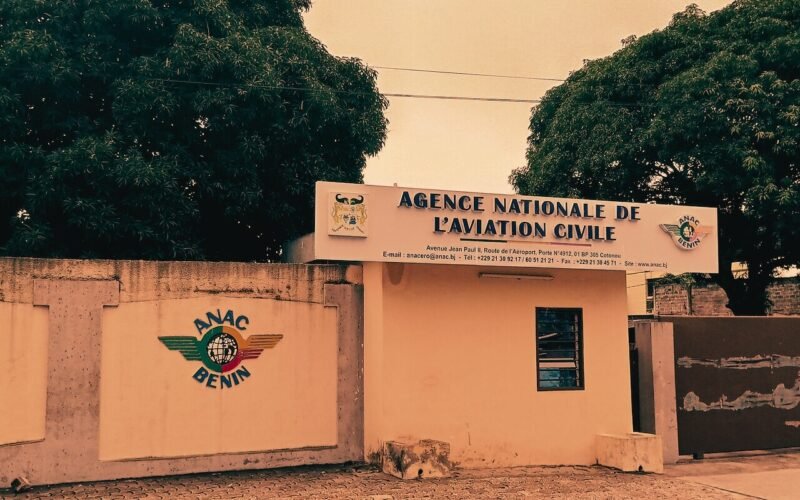 AGENCE NATIONALE DE
L'AVIATION CIVILE
Avenue Jean Paul II, Route de l'Aéroport, Porte N°4912, 01 BP 305 Cotonou
E-mail : anacero@anac.bj - Tél : +229 21 30 92 17 / 60 51 21 21 - Fax : +229 21 30 45 71 - Site : www.anac.bj
ANAC
BENIN
ANAC
BENIN